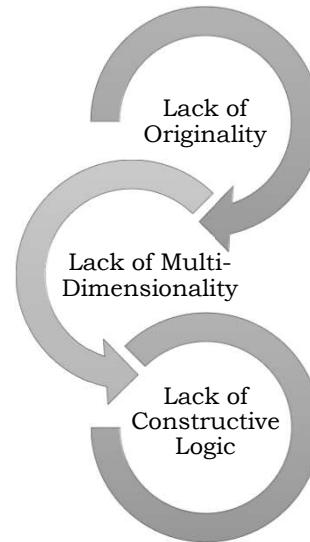 Lack of
Originality
Lack of Multi-
Dimensionality
Lack of
Constructive
Logic